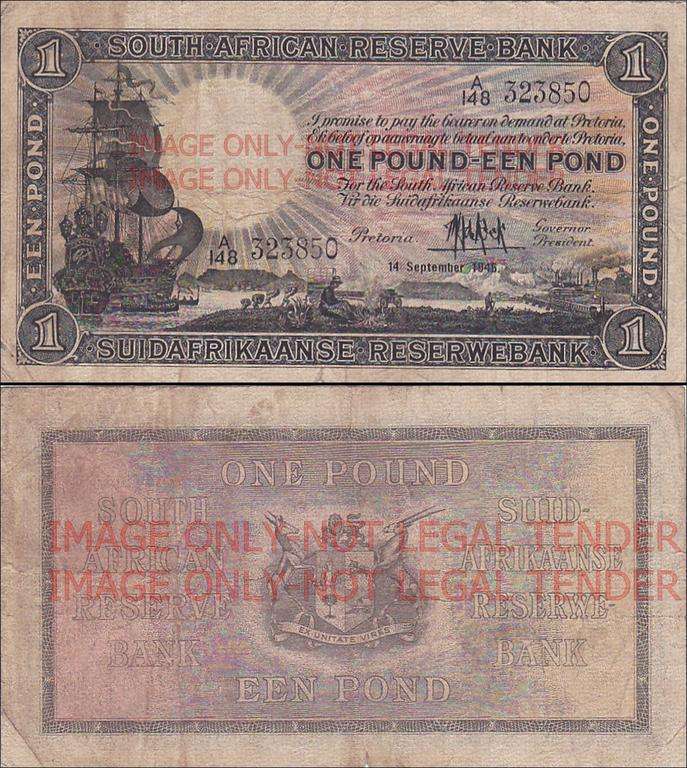 SOUTH·AFRICAN·RESERVE·BANK
1
1
A/148 323850
I promise to pay the bearer on demand at Pretoria.
Ek beloof op aanvraag te betaal aan toonder te Pretoria.
IMAGE ONLY-
IMAGE ONLY-
ONE POUND-EEN POND
For the South African Reserve Bank.
Vir die Suidafrikaanse Reserwebank.
EEN POND
ONE POUND
A/148 323850
Pretoria.
Governor
President.
14 September 1946
1
1
SUIDAFRIKAANSE·RESERWEBANK
ONE POUND
SOUTH
AFRICAN
RESERVE
BANK
SUID-
AFRIKAANSE
RESERWE-
BANK
IMAGE ONLY-NOT LEGAL TENDER
IMAGE ONLY-NOT LEGAL TENDER
EX UNITATE VIRES
EEN POND